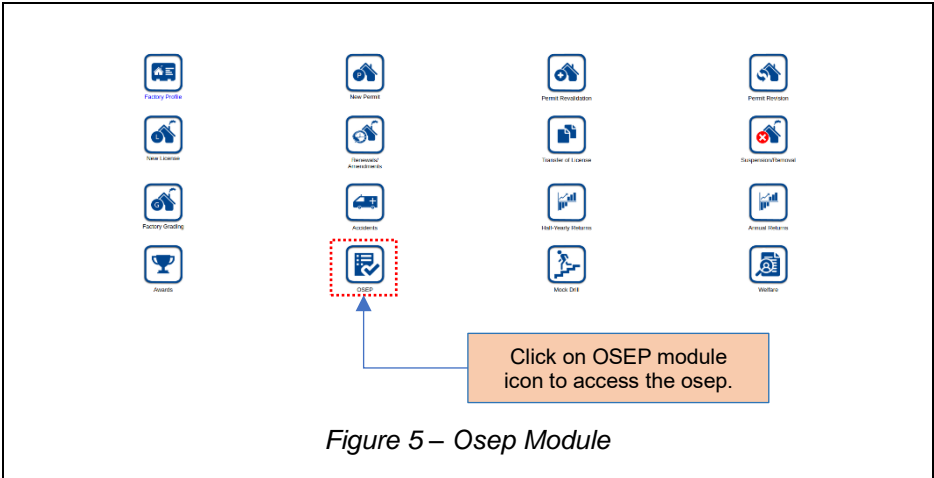 Factory Profile
New Permit
Permit Revalidation
Permit Revision
New License
Renewals/
Amendments
Transfer of License
Suspension/Removal
Factory Grading
Accidents
Half-Yearly Returns
Annual Returns
Awards
OSEP
Mock Drill
Welfare
Click on OSEP module
icon to access the osep.
Figure 5 – Osep Module